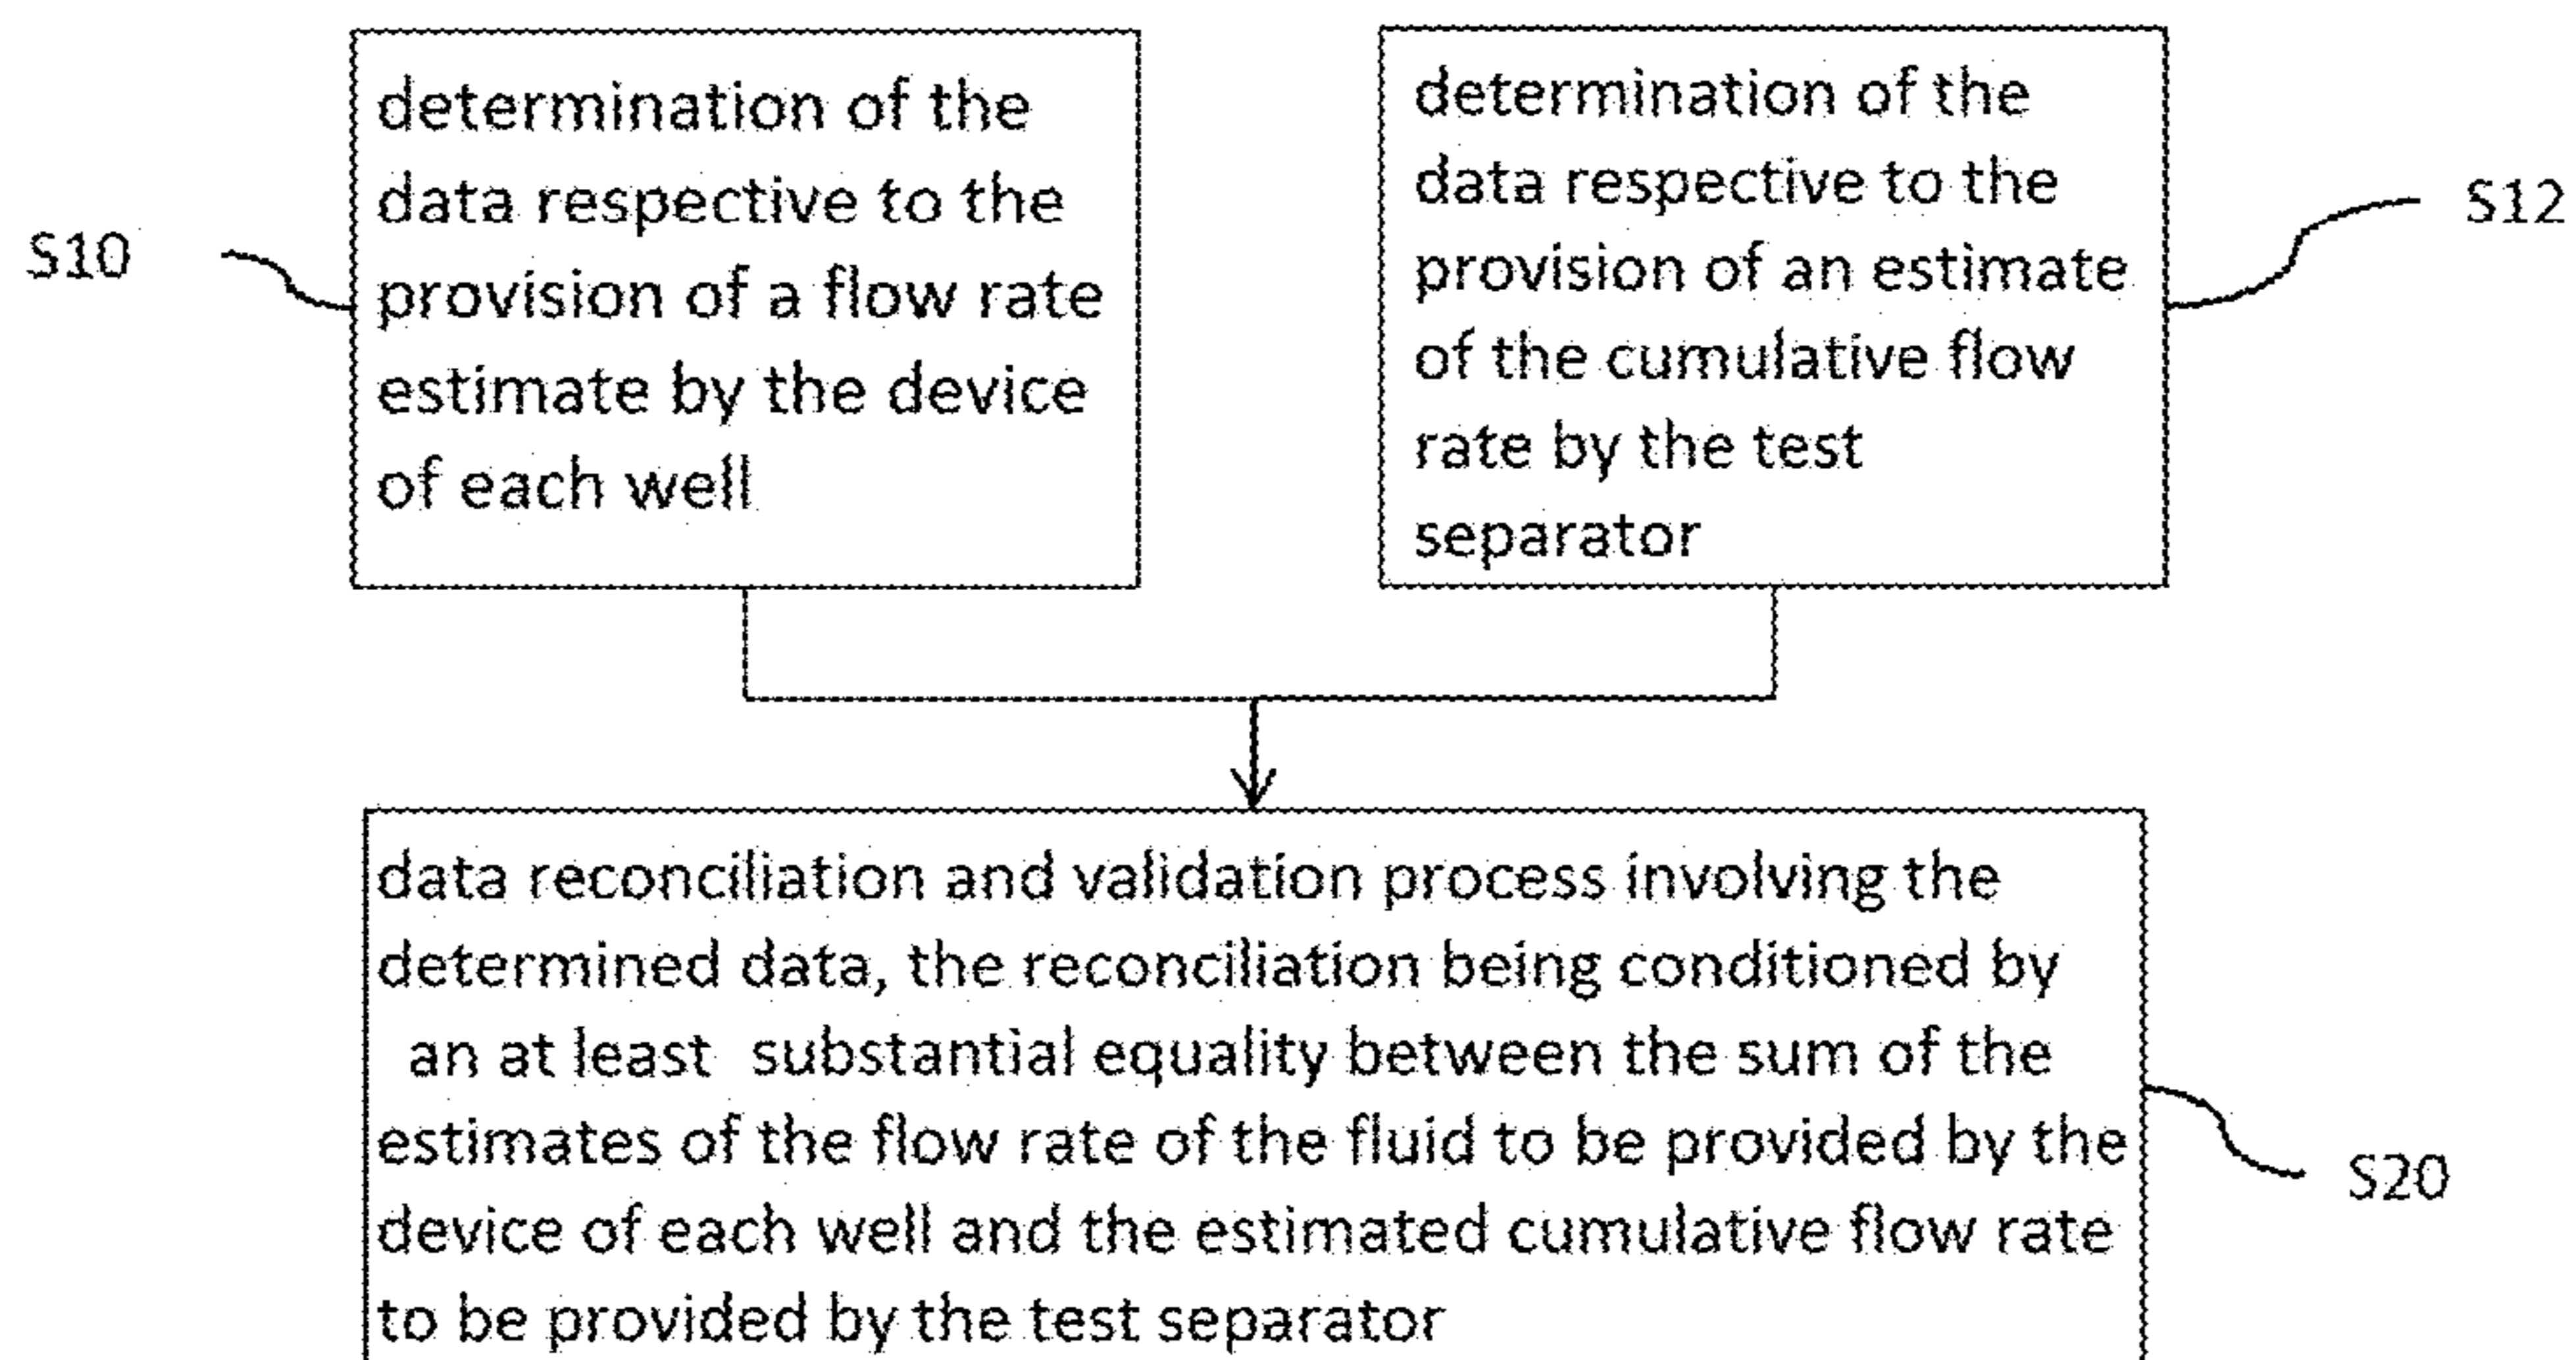 S10
determination of the
data respective to the
provision of a flow rate
estimate by the device
of each well
determination of the
data respective to the
provision of an estimate
of the cumulative flow
rate by the test
separator
S12
data reconciliation and validation process involving the
determined data, the reconciliation being conditioned by
an at least substantial equality between the sum of the
estimates of the flow rate of the fluid to be provided by the
device of each well and the estimated cumulative flow rate
to be provided by the test separator
S20